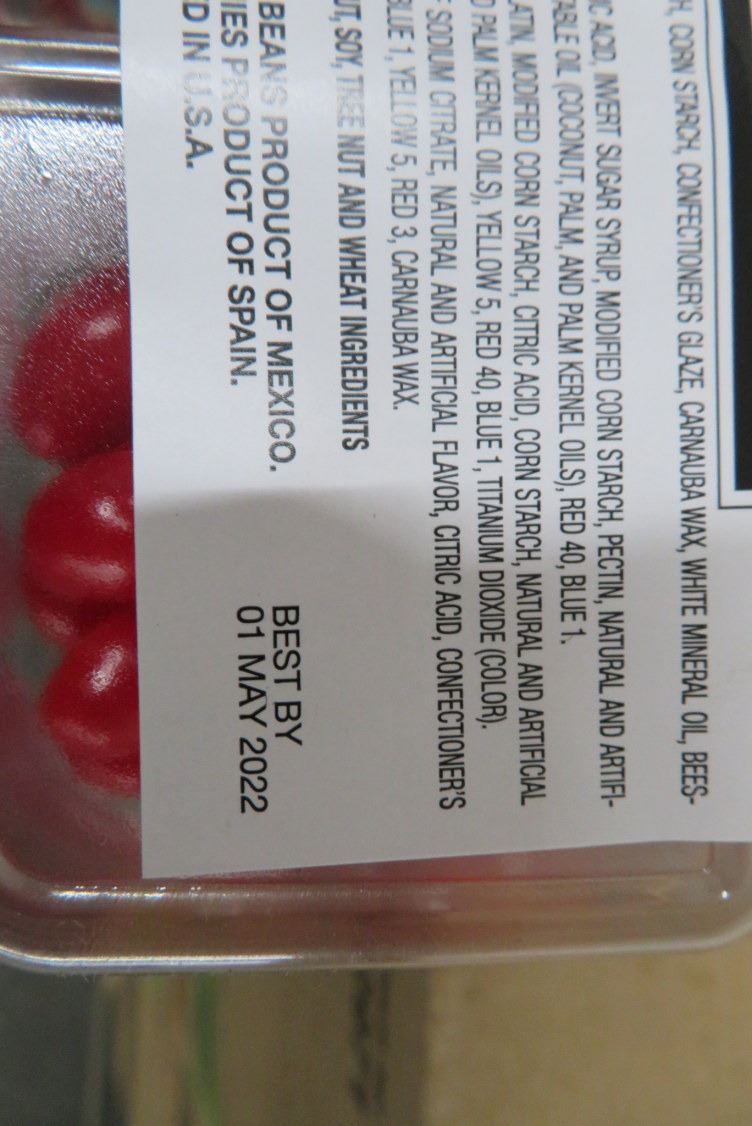 CORN STARCH, CONFECTIONER'S GLAZE, CARNAUBA WAX, WHITE MINERAL OIL, BEES-
ACID, INVERT SUGAR SYRUP, MODIFIED CORN STARCH, PECTIN, NATURAL AND ARTIFI-
OIL (COCONUT, PALM, AND PALM KERNEL OILS), RED 40, BLUE 1.
MODIFIED CORN STARCH, CITRIC ACID, CORN STARCH, NATURAL AND ARTIFICIAL
PALM KERNEL OILS), YELLOW 5, RED 40, BLUE 1, TITANIUM DIOXIDE (COLOR).
SODIUM CITRATE, NATURAL AND ARTIFICIAL FLAVOR, CITRIC ACID, CONFECTIONER'S
BLUE 1, YELLOW 5, RED 3, CARNAUBA WAX.
UT, SOY, TREE NUT AND WHEAT INGREDIENTS
BEANS PRODUCT OF MEXICO.
IES PRODUCT OF SPAIN.
D IN U.S.A.
BEST BY
01 MAY 2022